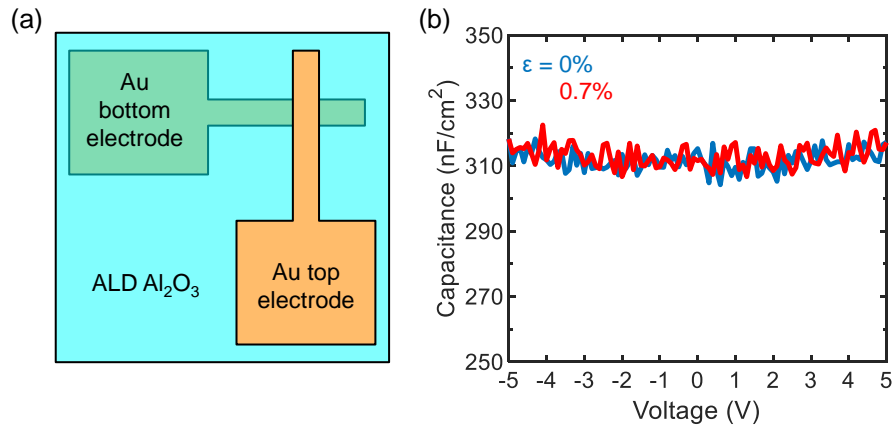 (a)
Au
bottom
electrode
ALD Al₂O₃
Au top
electrode
(b)
ε = 0%
0.7%
350
330
310
290
270
250
Capacitance (nF/cm²)
-5 -4 -3 -2 -1 0 1 2 3 4 5
Voltage (V)